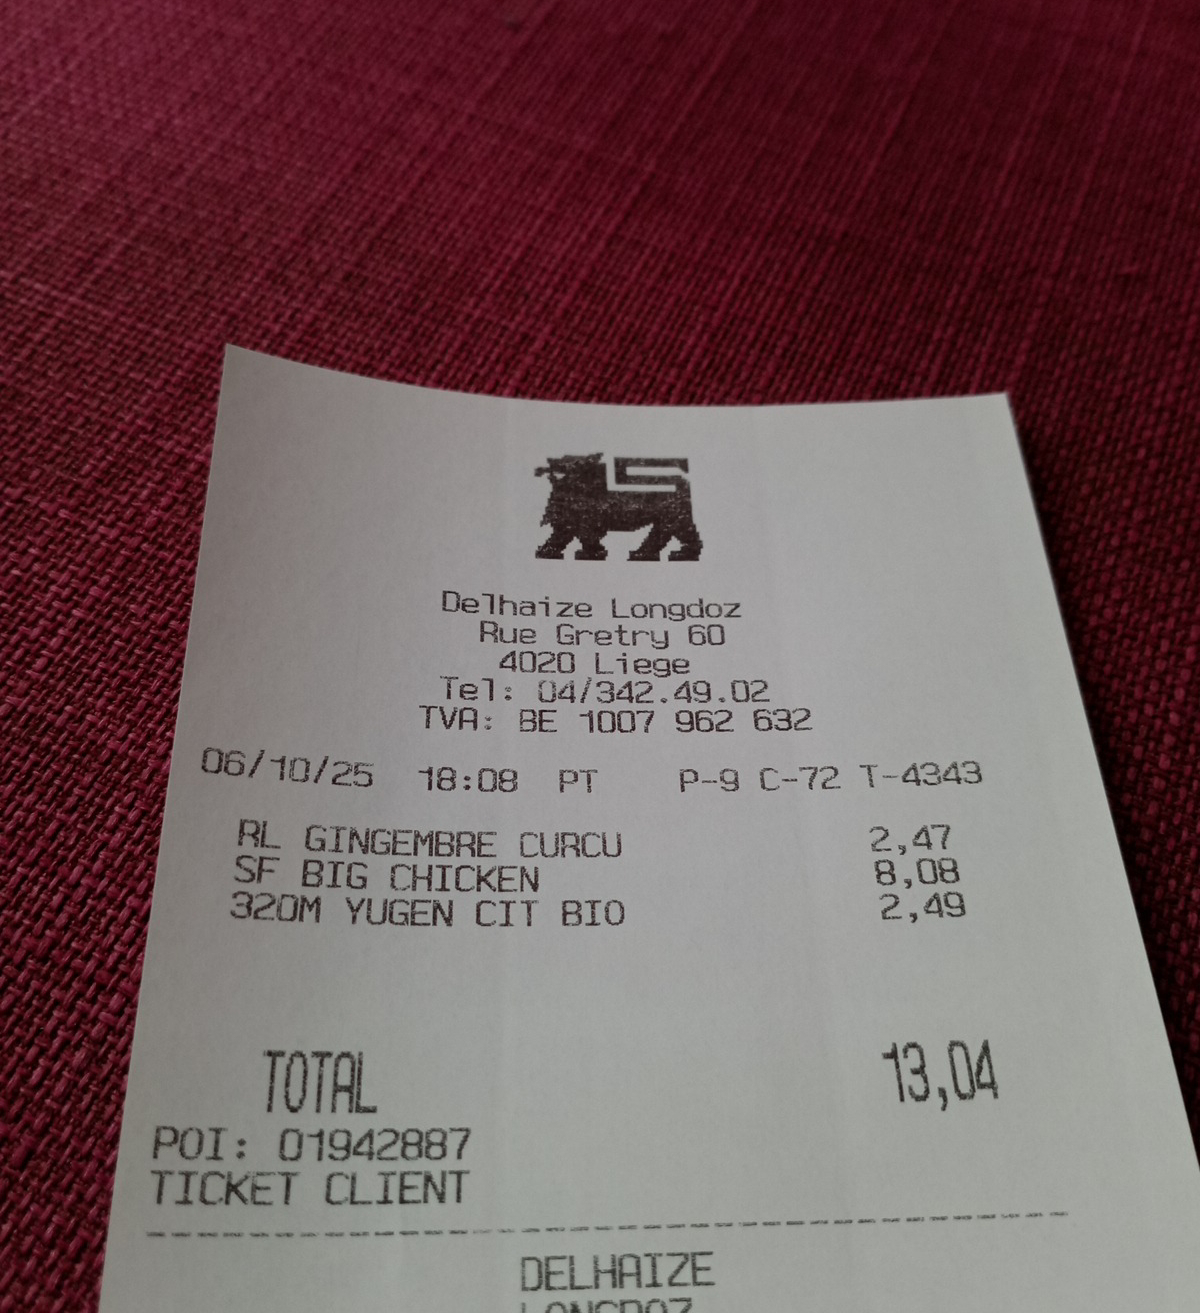 Delhaize Longdoz
Rue Gretry 60
4020 Liege
Tel: 04/342.49.02
TVA: BE 1007 962 632
06/10/25 18:08 PT P-9 C-72 T-4343
RL GINGEMBRE CURCU 2,47
SF BIG CHICKEN 8,08
320M YUGEN CIT BIO 2,49
TOTAL 13,04
POI: 01942887
TICKET CLIENT
DELHAIZE
LONGDOZ